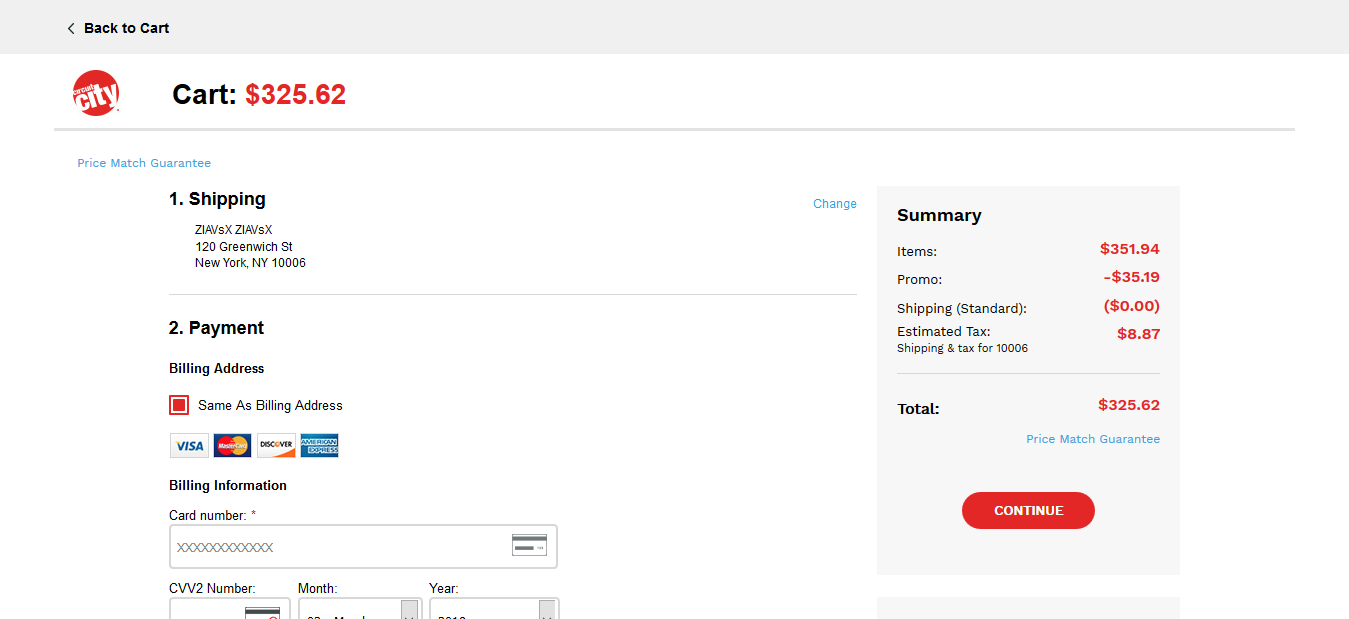 Back to Cart
circuit
city
Cart: $325.62
Price Match Guarantee
1. Shipping
Change
ZIAVsX ZIAVsX
120 Greenwich St
New York, NY 10006
2. Payment
Billing Address
Same As Billing Address
VISA
MasterCard
DISCOVER
AMERICAN EXPRESS
Billing Information
Card number: *
XXXXXXXXXXXX
CVV2 Number:
Month:
Year:
Summary
Items: $351.94
Promo: -$35.19
Shipping (Standard): ($0.00)
Estimated Tax: $8.87
Shipping & tax for 10006
Total: $325.62
Price Match Guarantee
CONTINUE